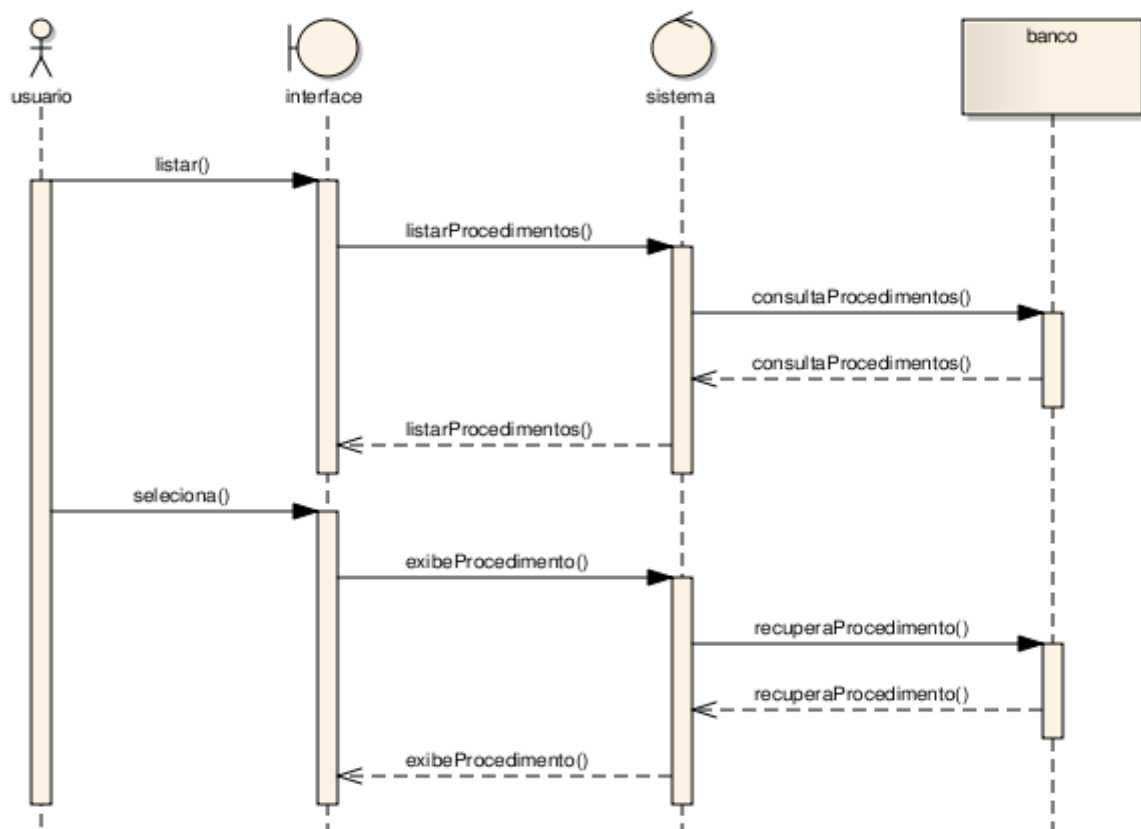 banco
usuario
interface
sistema
listar()
listarProcedimentos()
consultaProcedimentos()
consultaProcedimentos()
listarProcedimentos()
seleciona()
exibeProcedimento()
recuperaProcedimento()
recuperaProcedimento()
exibeProcedimento()